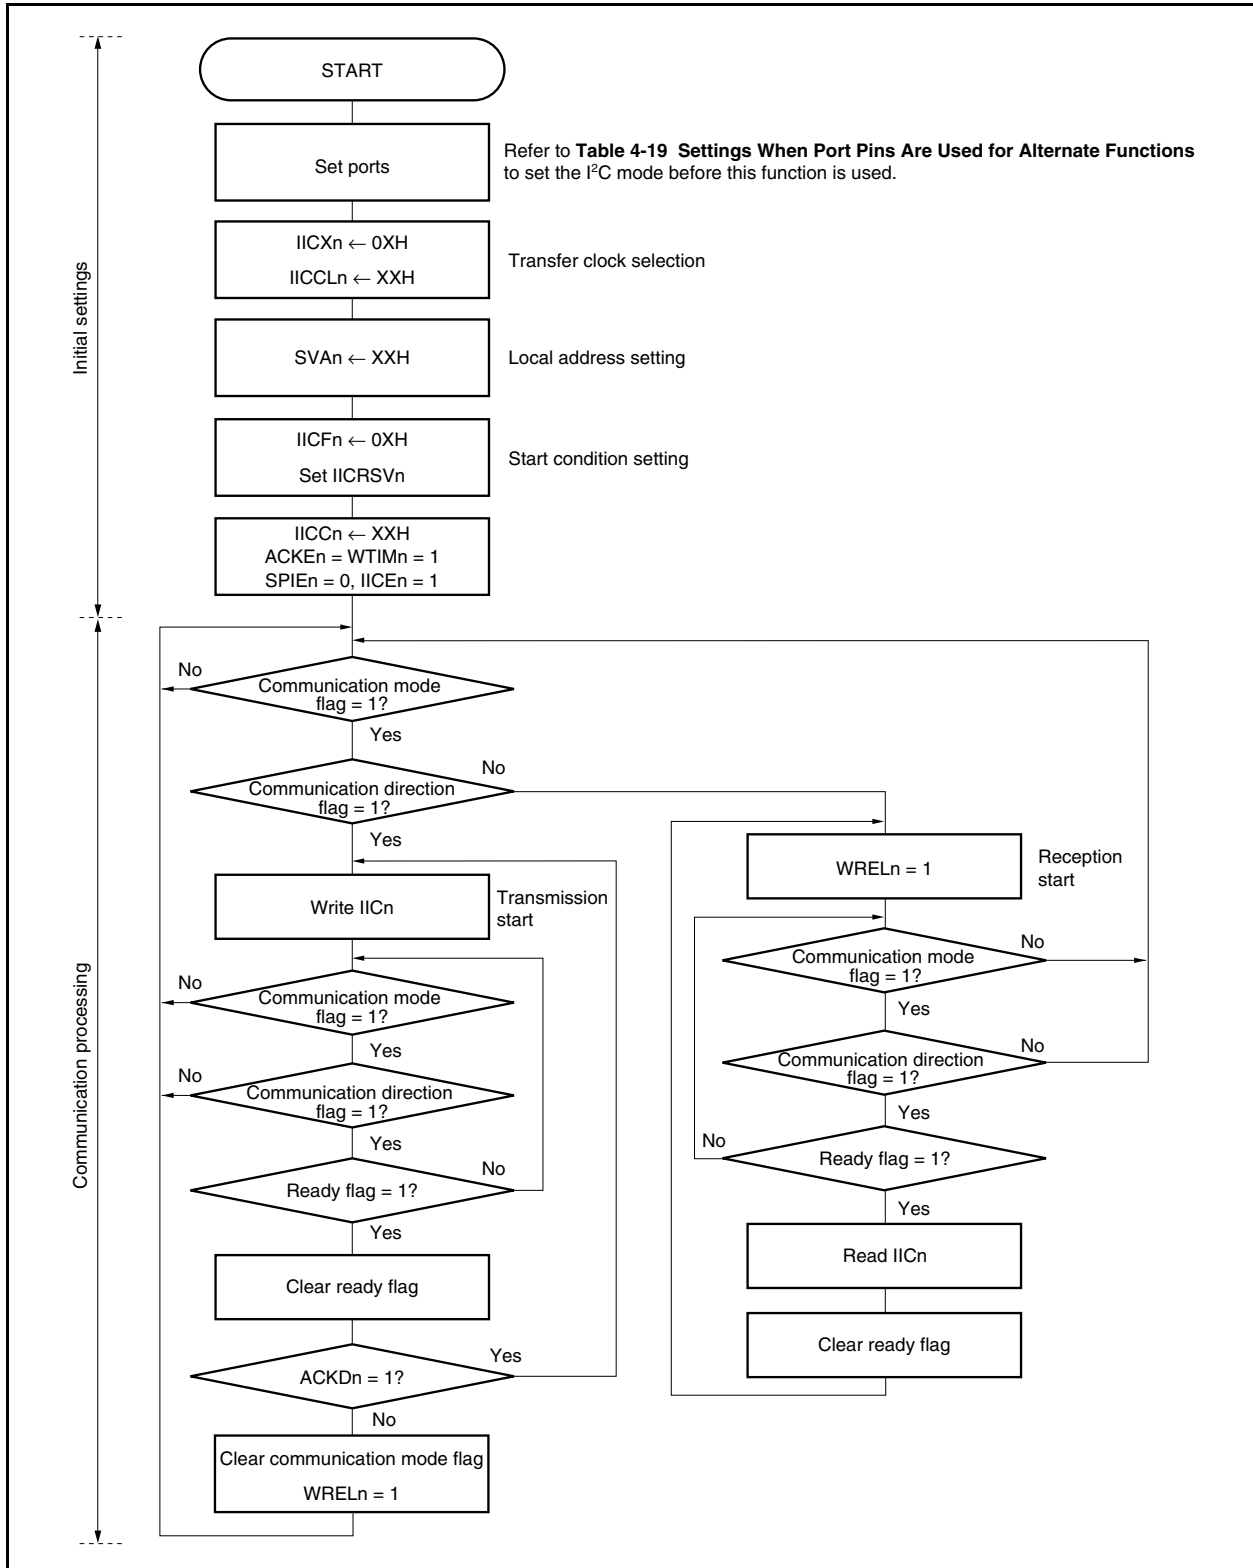 START
Set ports
Refer to Table 4-19 Settings When Port Pins Are Used for Alternate Functions
to set the I²C mode before this function is used.
IICXn ← 0XH
IICCLn ← XXH
Transfer clock selection
Initial settings
SVAn ← XXH
Local address setting
IICFn ← 0XH
Set IICRSVn
Start condition setting
IICCn ← XXH
ACKEn = WTIMn = 1
SPIEn = 0, IICEn = 1
No
Communication mode
flag = 1?
Yes
No
Communication direction
flag = 1?
Yes
Write IICn
Transmission
start
Communication processing
No
Communication mode
flag = 1?
Yes
No
Communication direction
flag = 1?
Yes
No
Ready flag = 1?
Yes
Clear ready flag
Yes
ACKDn = 1?
No
Clear communication mode flag
WRELn = 1
WRELn = 1
Reception
start
No
Communication mode
flag = 1?
Yes
No
Communication direction
flag = 1?
Yes
No
Ready flag = 1?
Yes
Read IICn
Clear ready flag